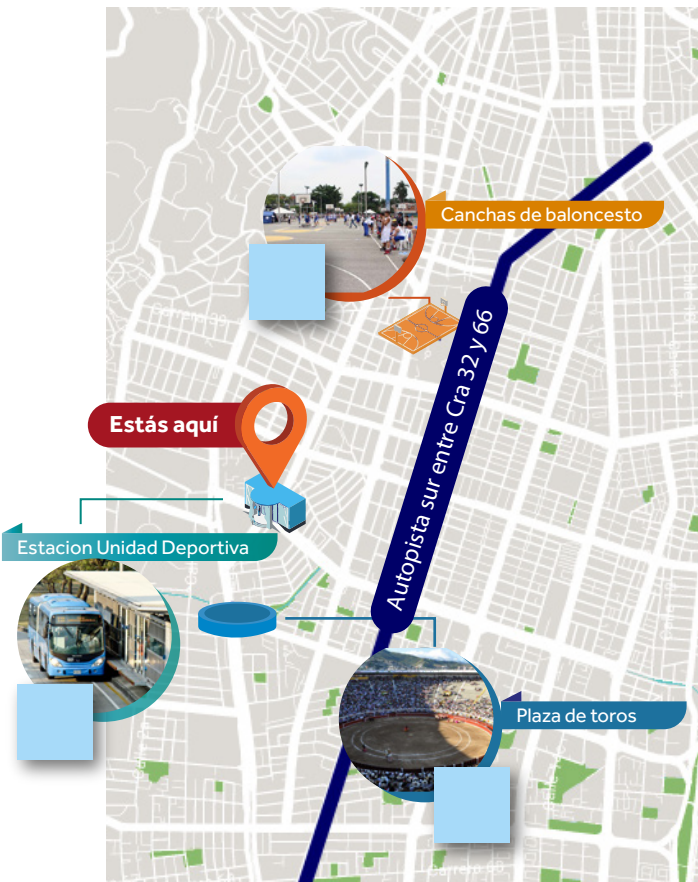 Canchas de baloncesto
Autopista sur entre Cra 32 y 66
Estás aquí
Estacion Unidad Deportiva
Plaza de toros